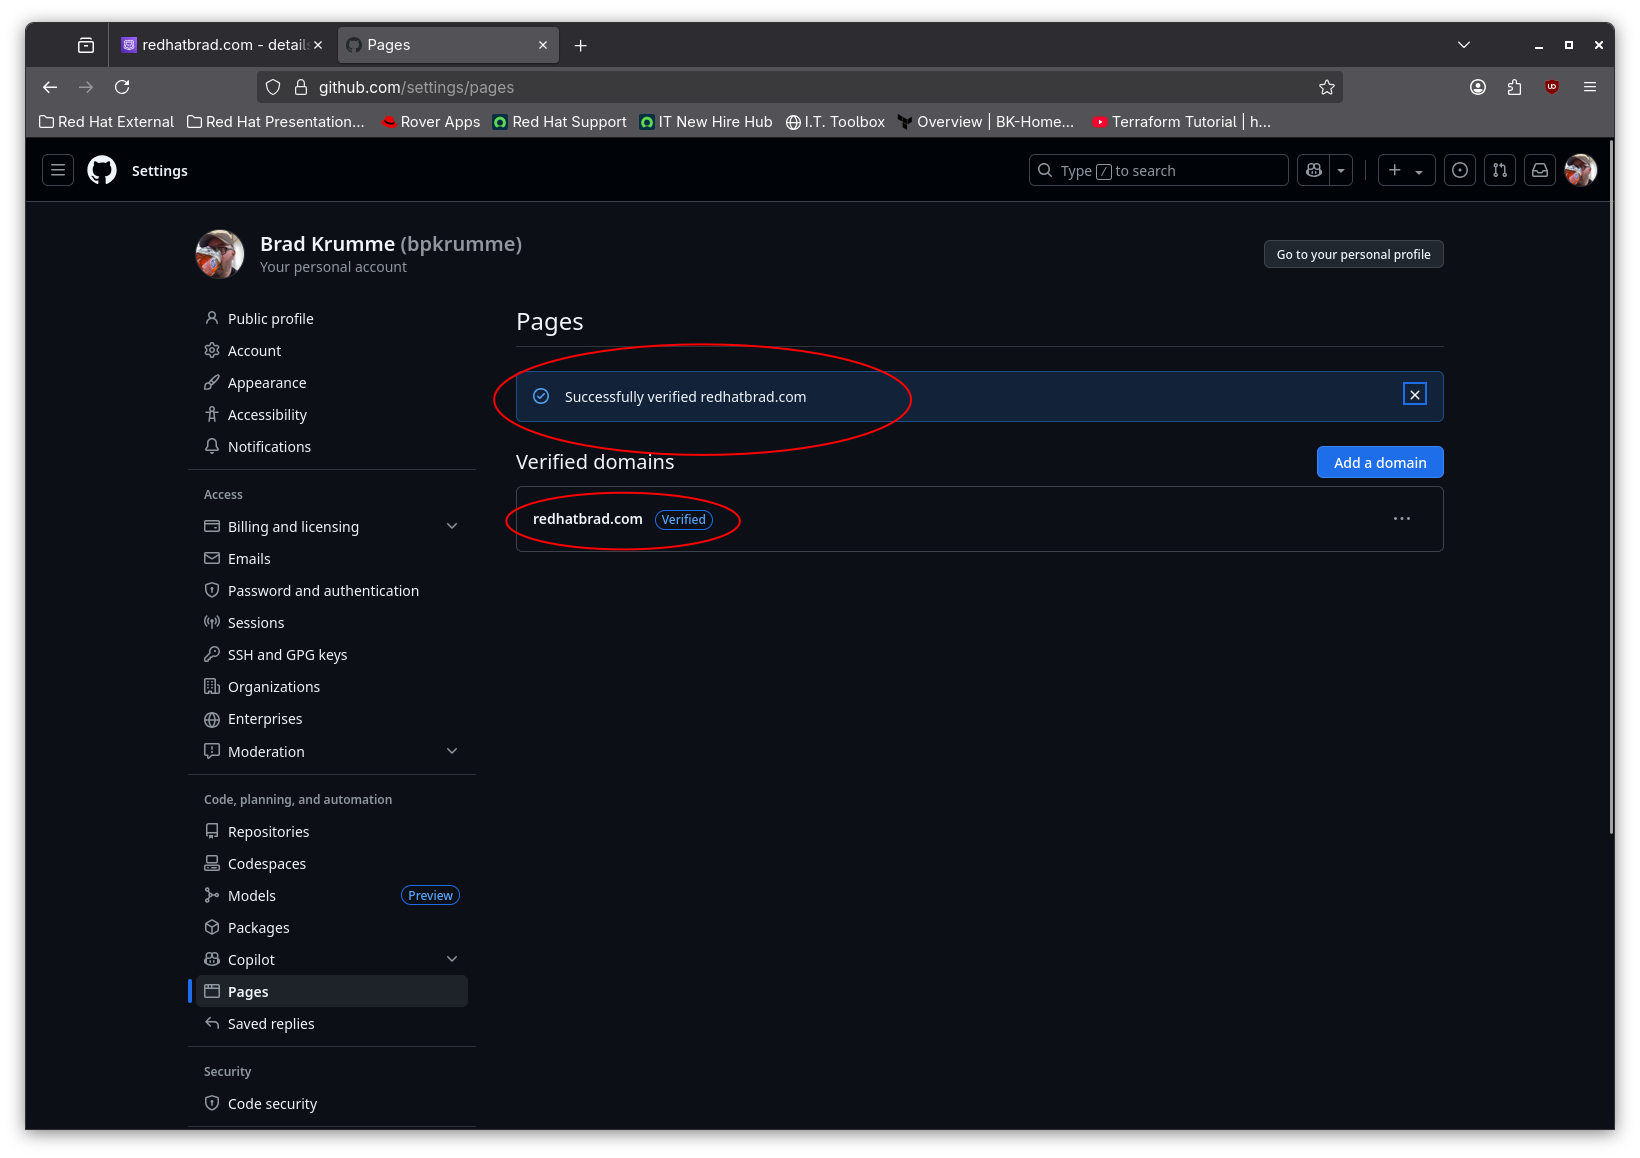 redhatbrad.com - details
Pages
github.com/settings/pages
Red Hat External
Red Hat Presentation...
Rover Apps
Red Hat Support
IT New Hire Hub
I.T. Toolbox
Overview | BK-Home...
Terraform Tutorial | h...
Settings
Type / to search
Brad Krumme (bpkrumme)
Your personal account
Go to your personal profile
Public profile
Account
Appearance
Accessibility
Notifications
Access
Billing and licensing
Emails
Password and authentication
Sessions
SSH and GPG keys
Organizations
Enterprises
Moderation
Code, planning, and automation
Repositories
Codespaces
Models Preview
Packages
Copilot
Pages
Saved replies
Security
Code security
Pages
Successfully verified redhatbrad.com
Verified domains
Add a domain
redhatbrad.com Verified